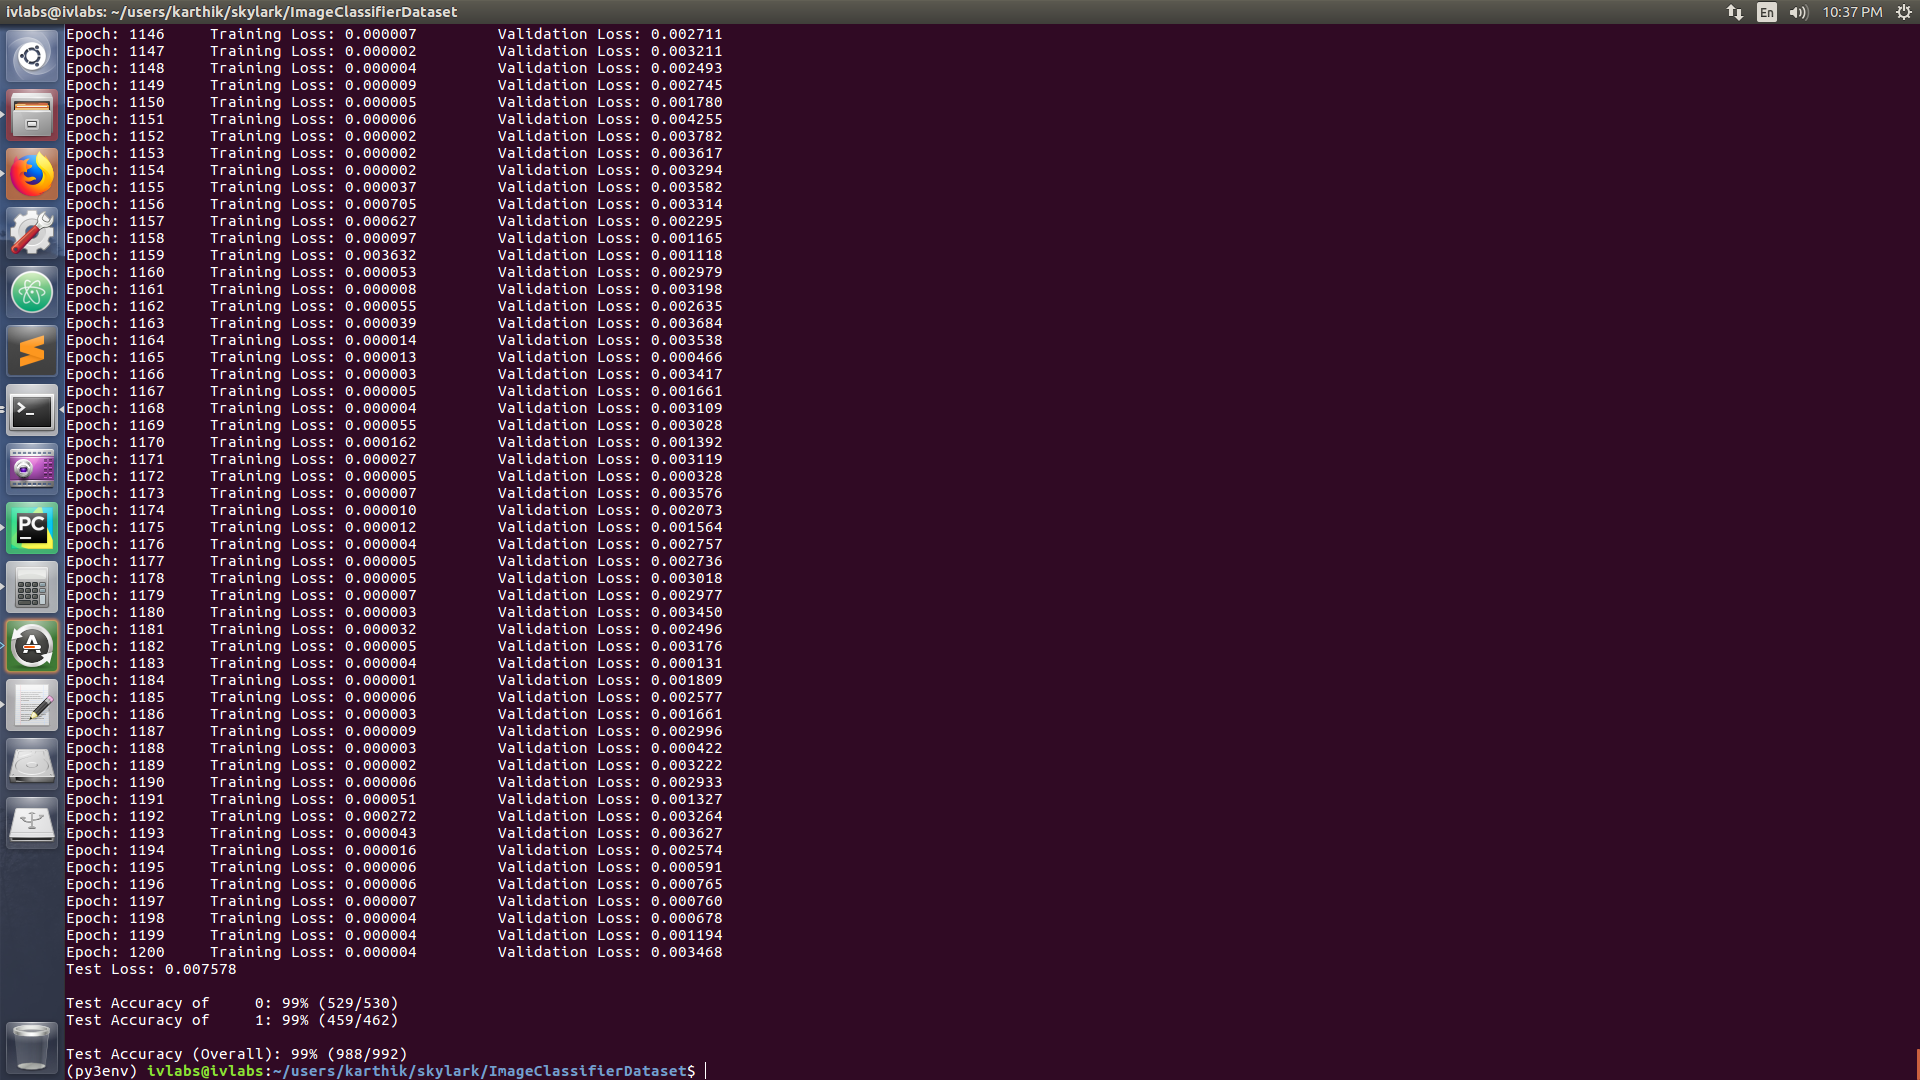 ivlabs@ivlabs: ~/users/karthik/skylark/ImageClassifierDataset En 10:37 PM
Epoch: 1146 Training Loss: 0.000007 Validation Loss: 0.002711
Epoch: 1147 Training Loss: 0.000002 Validation Loss: 0.003211
Epoch: 1148 Training Loss: 0.000004 Validation Loss: 0.002493
Epoch: 1149 Training Loss: 0.000009 Validation Loss: 0.002745
Epoch: 1150 Training Loss: 0.000005 Validation Loss: 0.001780
Epoch: 1151 Training Loss: 0.000006 Validation Loss: 0.004255
Epoch: 1152 Training Loss: 0.000002 Validation Loss: 0.003782
Epoch: 1153 Training Loss: 0.000002 Validation Loss: 0.003617
Epoch: 1154 Training Loss: 0.000002 Validation Loss: 0.003294
Epoch: 1155 Training Loss: 0.000037 Validation Loss: 0.003582
Epoch: 1156 Training Loss: 0.000705 Validation Loss: 0.003314
Epoch: 1157 Training Loss: 0.000627 Validation Loss: 0.002295
Epoch: 1158 Training Loss: 0.000097 Validation Loss: 0.001165
Epoch: 1159 Training Loss: 0.003632 Validation Loss: 0.001118
Epoch: 1160 Training Loss: 0.000053 Validation Loss: 0.002979
Epoch: 1161 Training Loss: 0.000008 Validation Loss: 0.003198
Epoch: 1162 Training Loss: 0.000055 Validation Loss: 0.002635
Epoch: 1163 Training Loss: 0.000039 Validation Loss: 0.003684
Epoch: 1164 Training Loss: 0.000014 Validation Loss: 0.003538
Epoch: 1165 Training Loss: 0.000013 Validation Loss: 0.000466
Epoch: 1166 Training Loss: 0.000003 Validation Loss: 0.003417
Epoch: 1167 Training Loss: 0.000005 Validation Loss: 0.001661
Epoch: 1168 Training Loss: 0.000004 Validation Loss: 0.003109
Epoch: 1169 Training Loss: 0.000055 Validation Loss: 0.003028
Epoch: 1170 Training Loss: 0.000162 Validation Loss: 0.001392
Epoch: 1171 Training Loss: 0.000027 Validation Loss: 0.003119
Epoch: 1172 Training Loss: 0.000005 Validation Loss: 0.000328
Epoch: 1173 Training Loss: 0.000007 Validation Loss: 0.003576
Epoch: 1174 Training Loss: 0.000010 Validation Loss: 0.002073
Epoch: 1175 Training Loss: 0.000012 Validation Loss: 0.001564
Epoch: 1176 Training Loss: 0.000004 Validation Loss: 0.002757
Epoch: 1177 Training Loss: 0.000005 Validation Loss: 0.002736
Epoch: 1178 Training Loss: 0.000005 Validation Loss: 0.003018
Epoch: 1179 Training Loss: 0.000007 Validation Loss: 0.002977
Epoch: 1180 Training Loss: 0.000003 Validation Loss: 0.003450
Epoch: 1181 Training Loss: 0.000032 Validation Loss: 0.002496
Epoch: 1182 Training Loss: 0.000005 Validation Loss: 0.003176
Epoch: 1183 Training Loss: 0.000004 Validation Loss: 0.000131
Epoch: 1184 Training Loss: 0.000001 Validation Loss: 0.001809
Epoch: 1185 Training Loss: 0.000006 Validation Loss: 0.002577
Epoch: 1186 Training Loss: 0.000003 Validation Loss: 0.001661
Epoch: 1187 Training Loss: 0.000009 Validation Loss: 0.002996
Epoch: 1188 Training Loss: 0.000003 Validation Loss: 0.000422
Epoch: 1189 Training Loss: 0.000002 Validation Loss: 0.003222
Epoch: 1190 Training Loss: 0.000006 Validation Loss: 0.002933
Epoch: 1191 Training Loss: 0.000051 Validation Loss: 0.001327
Epoch: 1192 Training Loss: 0.000272 Validation Loss: 0.003264
Epoch: 1193 Training Loss: 0.000043 Validation Loss: 0.003627
Epoch: 1194 Training Loss: 0.000016 Validation Loss: 0.002574
Epoch: 1195 Training Loss: 0.000006 Validation Loss: 0.000591
Epoch: 1196 Training Loss: 0.000006 Validation Loss: 0.000765
Epoch: 1197 Training Loss: 0.000007 Validation Loss: 0.000760
Epoch: 1198 Training Loss: 0.000004 Validation Loss: 0.000678
Epoch: 1199 Training Loss: 0.000004 Validation Loss: 0.001194
Epoch: 1200 Training Loss: 0.000004 Validation Loss: 0.003468
Test Loss: 0.007578
Test Accuracy of 0: 99% (529/530)
Test Accuracy of 1: 99% (459/462)
Test Accuracy (Overall): 99% (988/992)
(py3env) ivlabs@ivlabs:~/users/karthik/skylark/ImageClassifierDataset$
PC